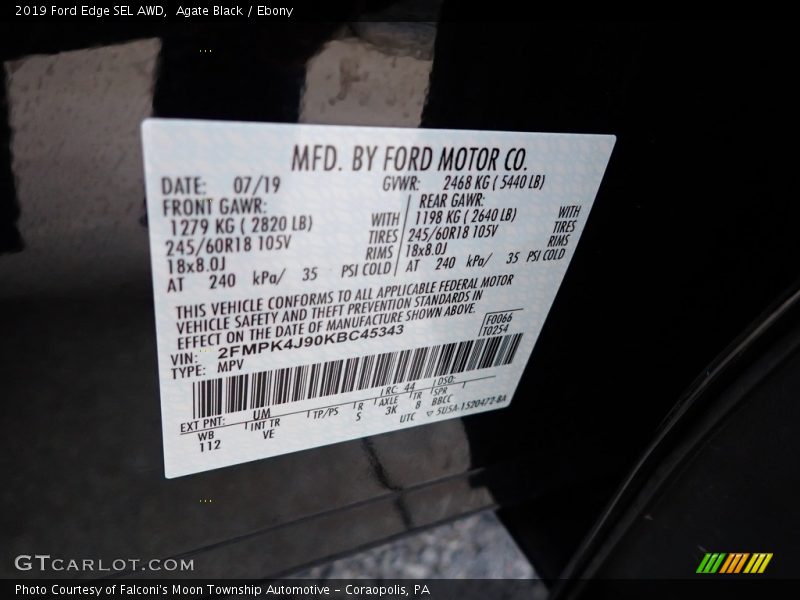 2019 Ford Edge SEL AWD,  Agate Black / Ebony
MFD. BY FORD MOTOR CO.
DATE: 07/19 GVWR: 2468 KG ( 5440 LB)
FRONT GAWR: REAR GAWR:
1279 KG ( 2820 LB) WITH 1198 KG ( 2640 LB) WITH
245/60R18 105V TIRES 245/60R18 105V TIRES
18x8.0J RIMS 18x8.0J RIMS
AT 240 kPa/ 35 PSI COLD AT 240 kPa/ 35 PSI COLD
THIS VEHICLE CONFORMS TO ALL APPLICABLE FEDERAL MOTOR
VEHICLE SAFETY AND THEFT PREVENTION STANDARDS IN
EFFECT ON THE DATE OF MANUFACTURE SHOWN ABOVE.
F0066
T0254
VIN: 2FMPK4J90KBC45343
TYPE: MPV
EXT PNT: UM RC: 44 DSO:
WB INT TR TP/PS R AXLE TR SPR
112 VE S 3K 8 BBCC
UTC ▽ 5U5A-1520472-BA
GTCARLOT.COM
Photo Courtesy of Falconi's Moon Township Automotive - Coraopolis, PA